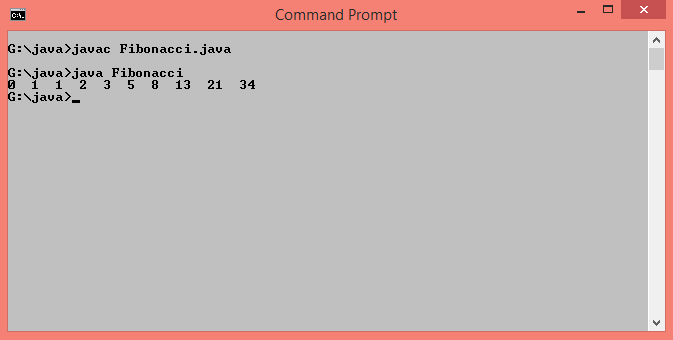 Command Prompt
G:\java>javac Fibonacci.java
G:\java>java Fibonacci
0  1  1  2  3  5  8  13  21  34
G:\java>_